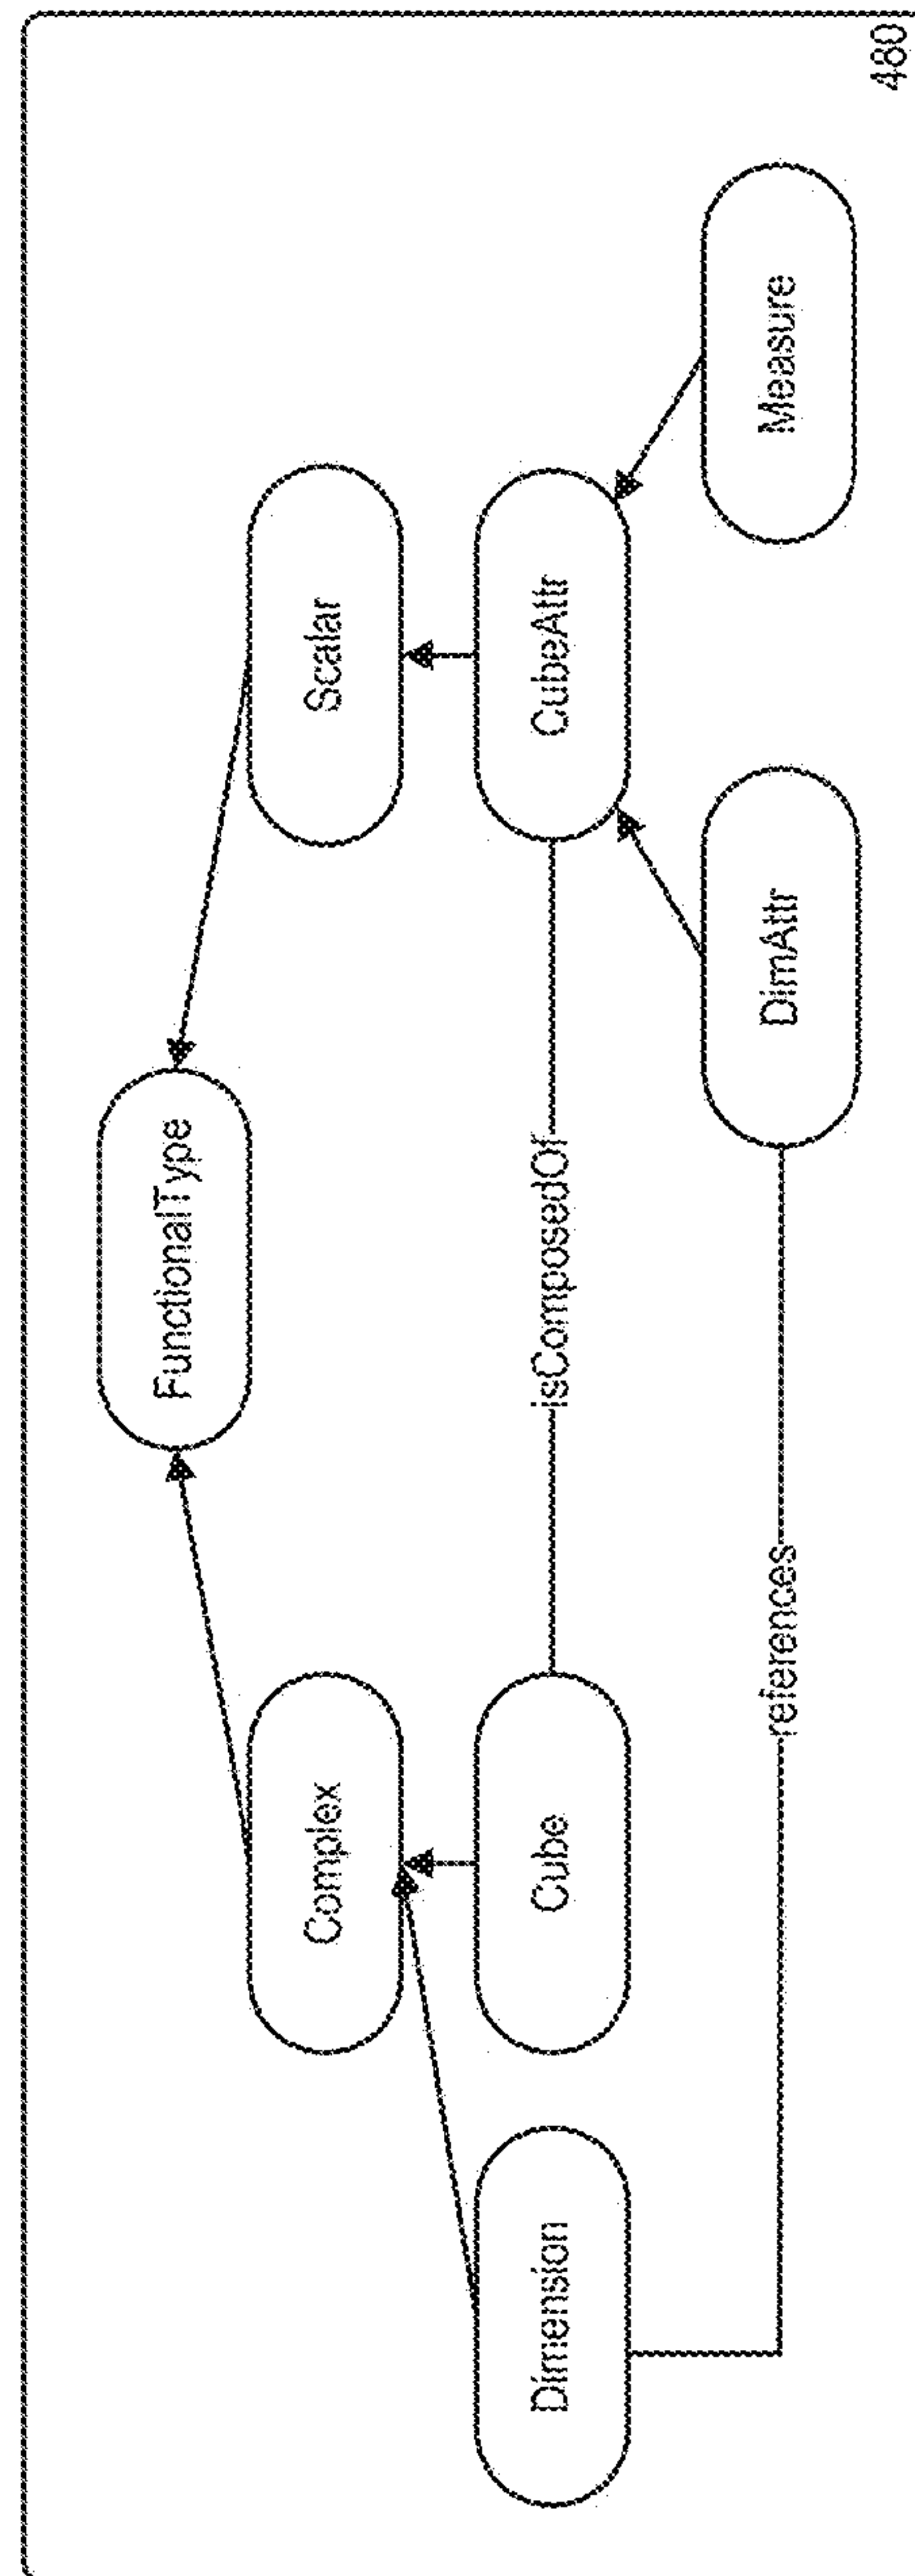 FunctionalType
Complex
Scalar
Dimension
Cube
isComposedOf
CubeAttr
references
DimAttr
Measure
480